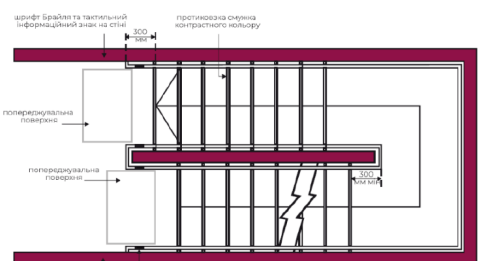 шрифт Брайля та тактильний
інформаційний знак на стіні
300
мм
протиковзка смужка
контрастного кольору
попереджувальна
поверхня
попереджувальна
поверхня
300
мм мін